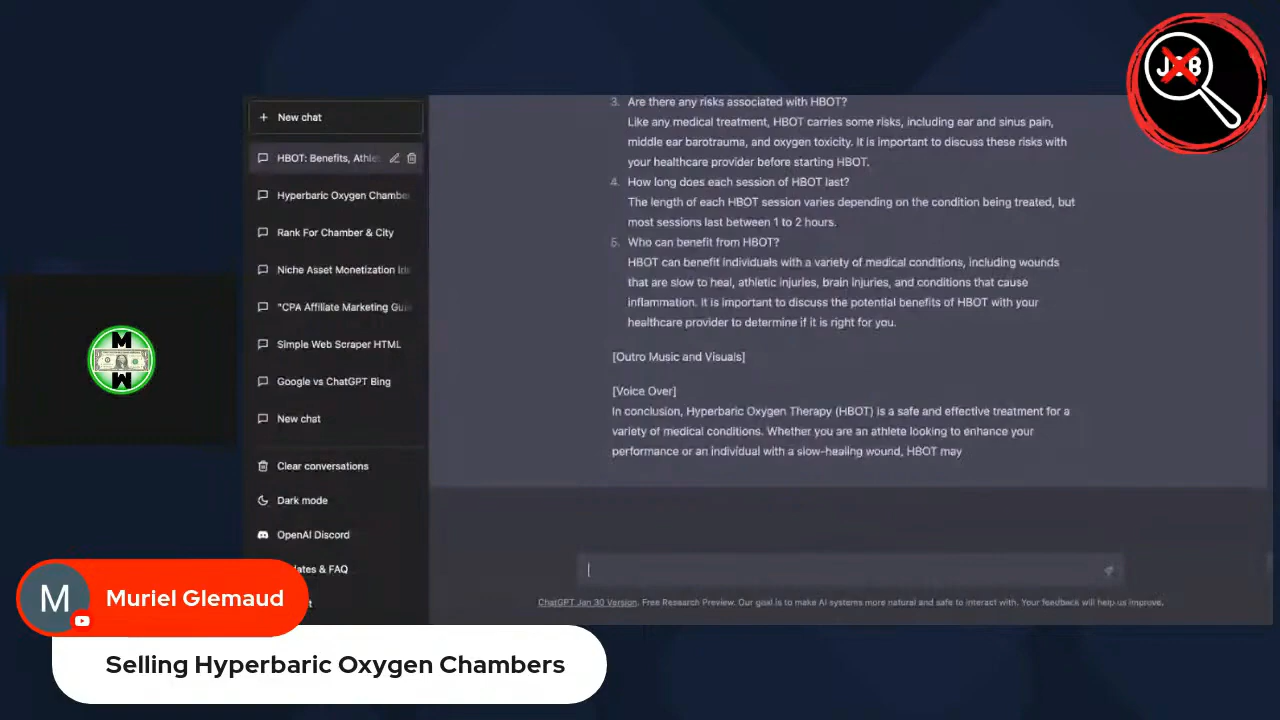 JOB
+ New chat
HBOT: Benefits, Athle
Hyperbaric Oxygen Chambe
Rank For Chamber & City
Niche Asset Monetization Ide
"CPA Affiliate Marketing Gui
Simple Web Scraper HTML
Google vs ChatGPT Bing
New chat
Clear conversations
Dark mode
OpenAI Discord
ates & FAQ
3. Are there any risks associated with HBOT?
Like any medical treatment, HBOT carries some risks, including ear and sinus pain,
middle ear barotrauma, and oxygen toxicity. It is important to discuss these risks with
your healthcare provider before starting HBOT.
4. How long does each session of HBOT last?
The length of each HBOT session varies depending on the condition being treated, but
most sessions last between 1 to 2 hours.
5. Who can benefit from HBOT?
HBOT can benefit individuals with a variety of medical conditions, including wounds
that are slow to heal, athletic injuries, brain injuries, and conditions that cause
inflammation. It is important to discuss the potential benefits of HBOT with your
healthcare provider to determine if it is right for you.
[Outro Music and Visuals]
[Voice Over]
In conclusion, Hyperbaric Oxygen Therapy (HBOT) is a safe and effective treatment for a
variety of medical conditions. Whether you are an athlete looking to enhance your
performance or an individual with a slow-healing wound, HBOT may
ChatGPT Jan 30 Version. Free Research Preview. Our goal is to make AI systems more natural and safe to interact with. Your feedback will help us improve.
M
M
M
Muriel Glemaud
Selling Hyperbaric Oxygen Chambers